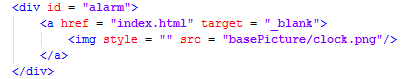 <div id = "alarm">
<a href = "index.html" target = "_blank">
<img style = "" src = "basePicture/clock.png"/>
</a>
</div>